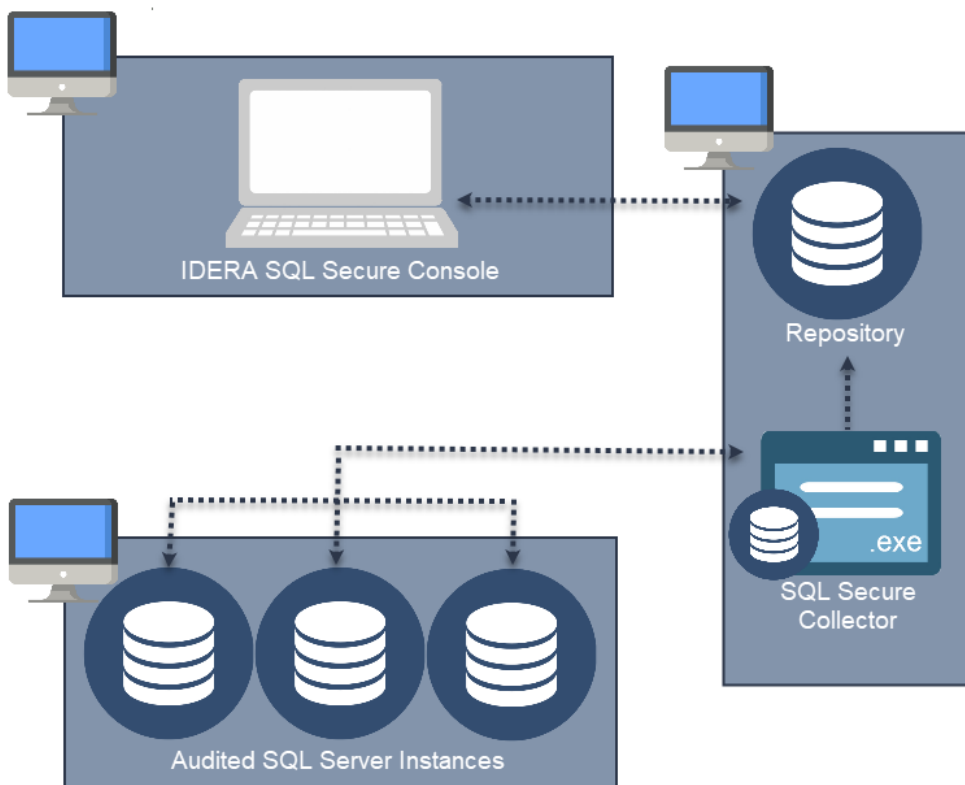 IDERA SQL Secure Console
Repository
.exe
SQL Secure
Collector
Audited SQL Server Instances